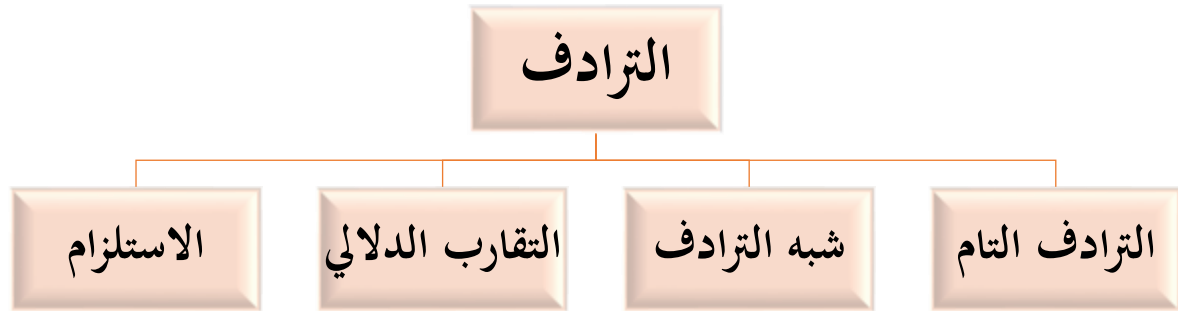 الترادف
الترادف التام
شبه الترادف
التقارب الدلالي
الاستلزام